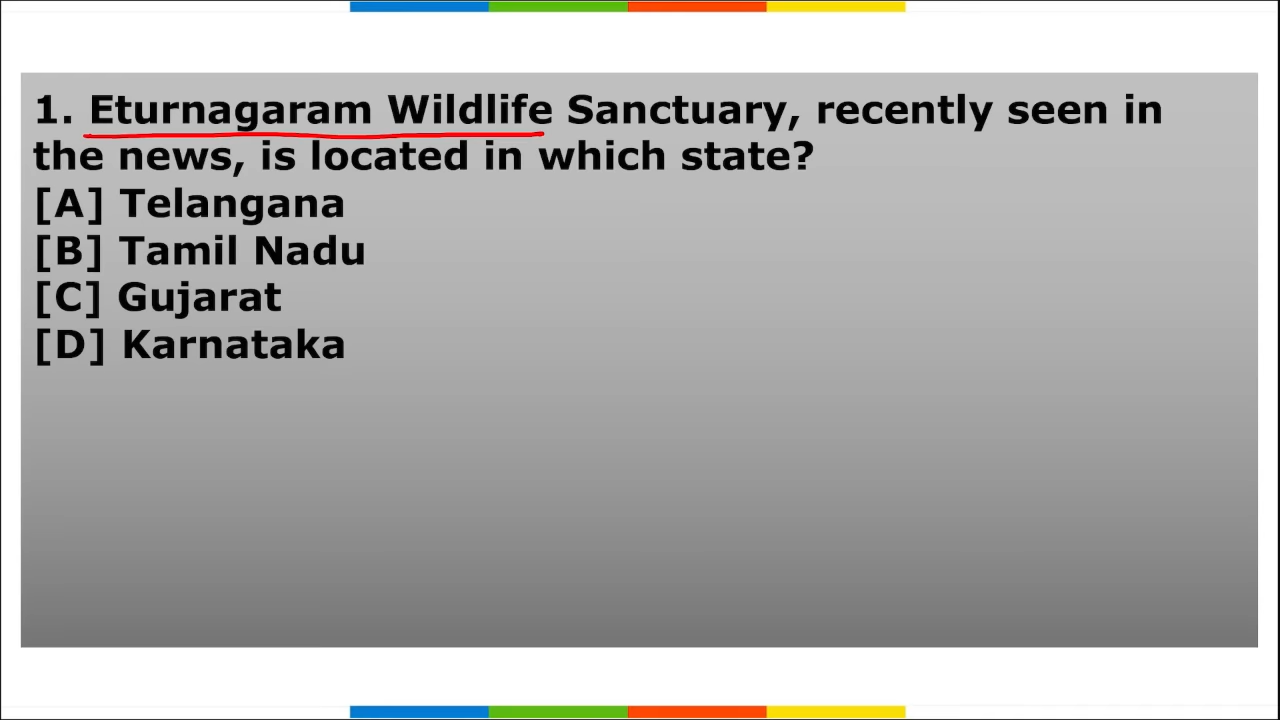 1. Eturnagaram Wildlife Sanctuary, recently seen in
the news, is located in which state?
[A] Telangana
[B] Tamil Nadu
[C] Gujarat
[D] Karnataka